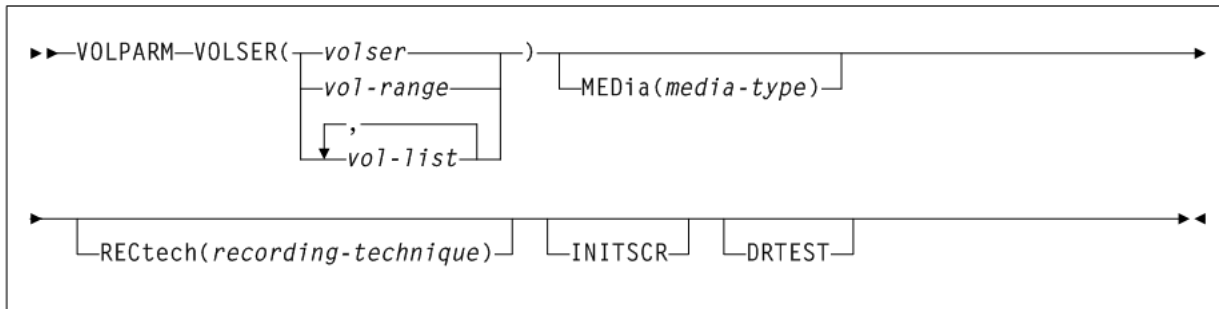 VOLPARM VOLSER( volser )
vol-range
MEDia(media-type)
,
vol-list
RECtech(recording-technique) INITSCR DRTEST